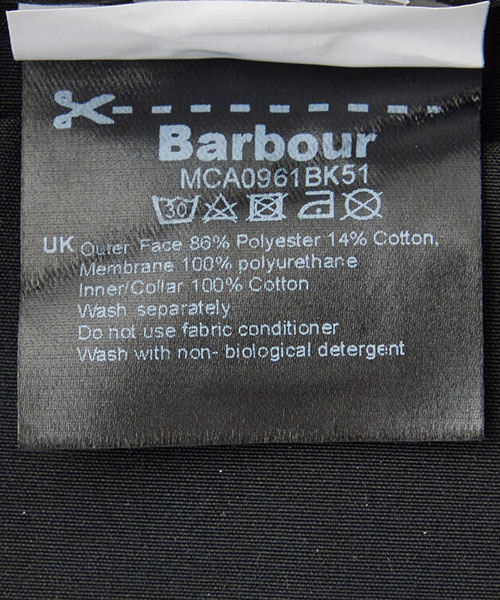 Barbour
MCA0961BK51
30
UK Outer Face 86% Polyester 14% Cotton,
Membrane 100% polyurethane
Inner/Collar 100% Cotton
Wash separately
Do not use fabric conditioner
Wash with non- biological detergent